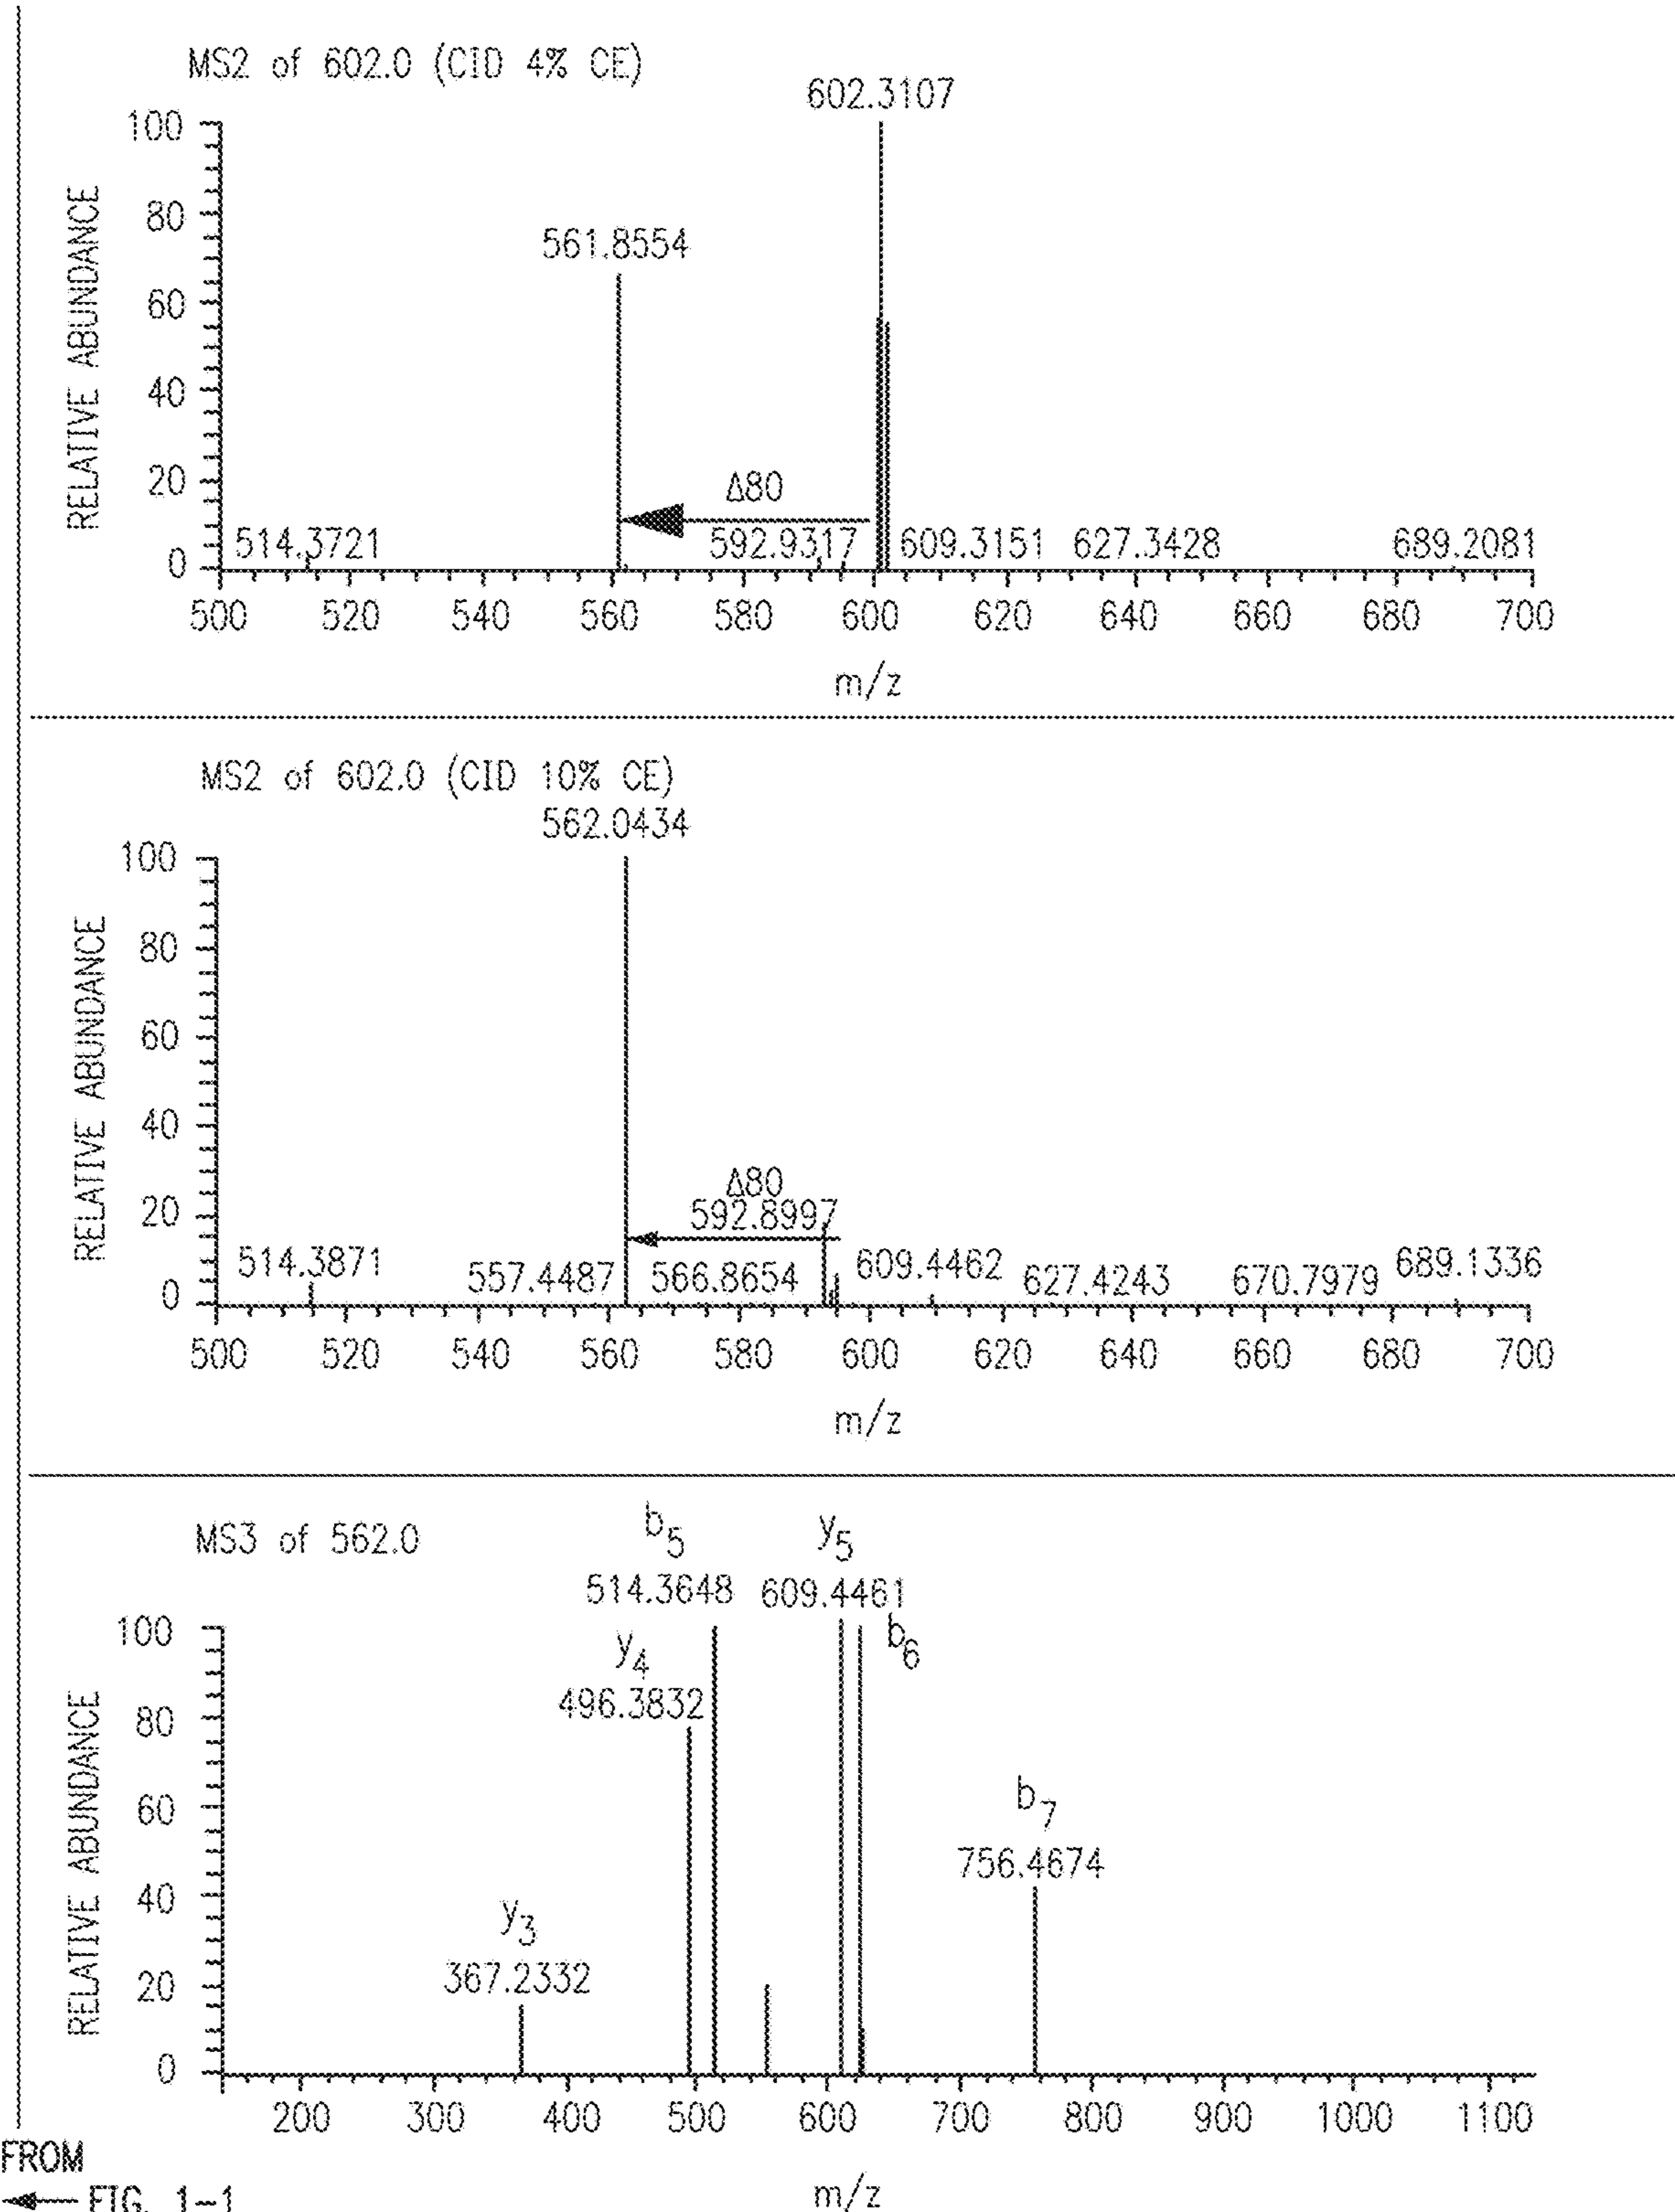 MS2 of 602.0 (CID 4% CE)
602.3107
561.8554
Δ80
514.3721 592.9317 609.3151 627.3428 689.2081
RELATIVE ABUNDANCE
100
80
60
40
20
0
500 520 540 560 580 600 620 640 660 680 700
m/z
MS2 of 602.0 (CID 10% CE)
562.0434
Δ80
592.8997
514.3871 557.4487 566.8654 609.4462 627.4243 670.7979 689.1336
RELATIVE ABUNDANCE
100
80
60
40
20
0
500 520 540 560 580 600 620 640 660 680 700
m/z
MS3 of 562.0
b5 y5
514.3648 609.4461
y4 b6
496.3832
b7
756.4674
y3
367.2332
RELATIVE ABUNDANCE
100
80
60
40
20
0
200 300 400 500 600 700 800 900 1000 1100
m/z
FROM
FIG. 1-1